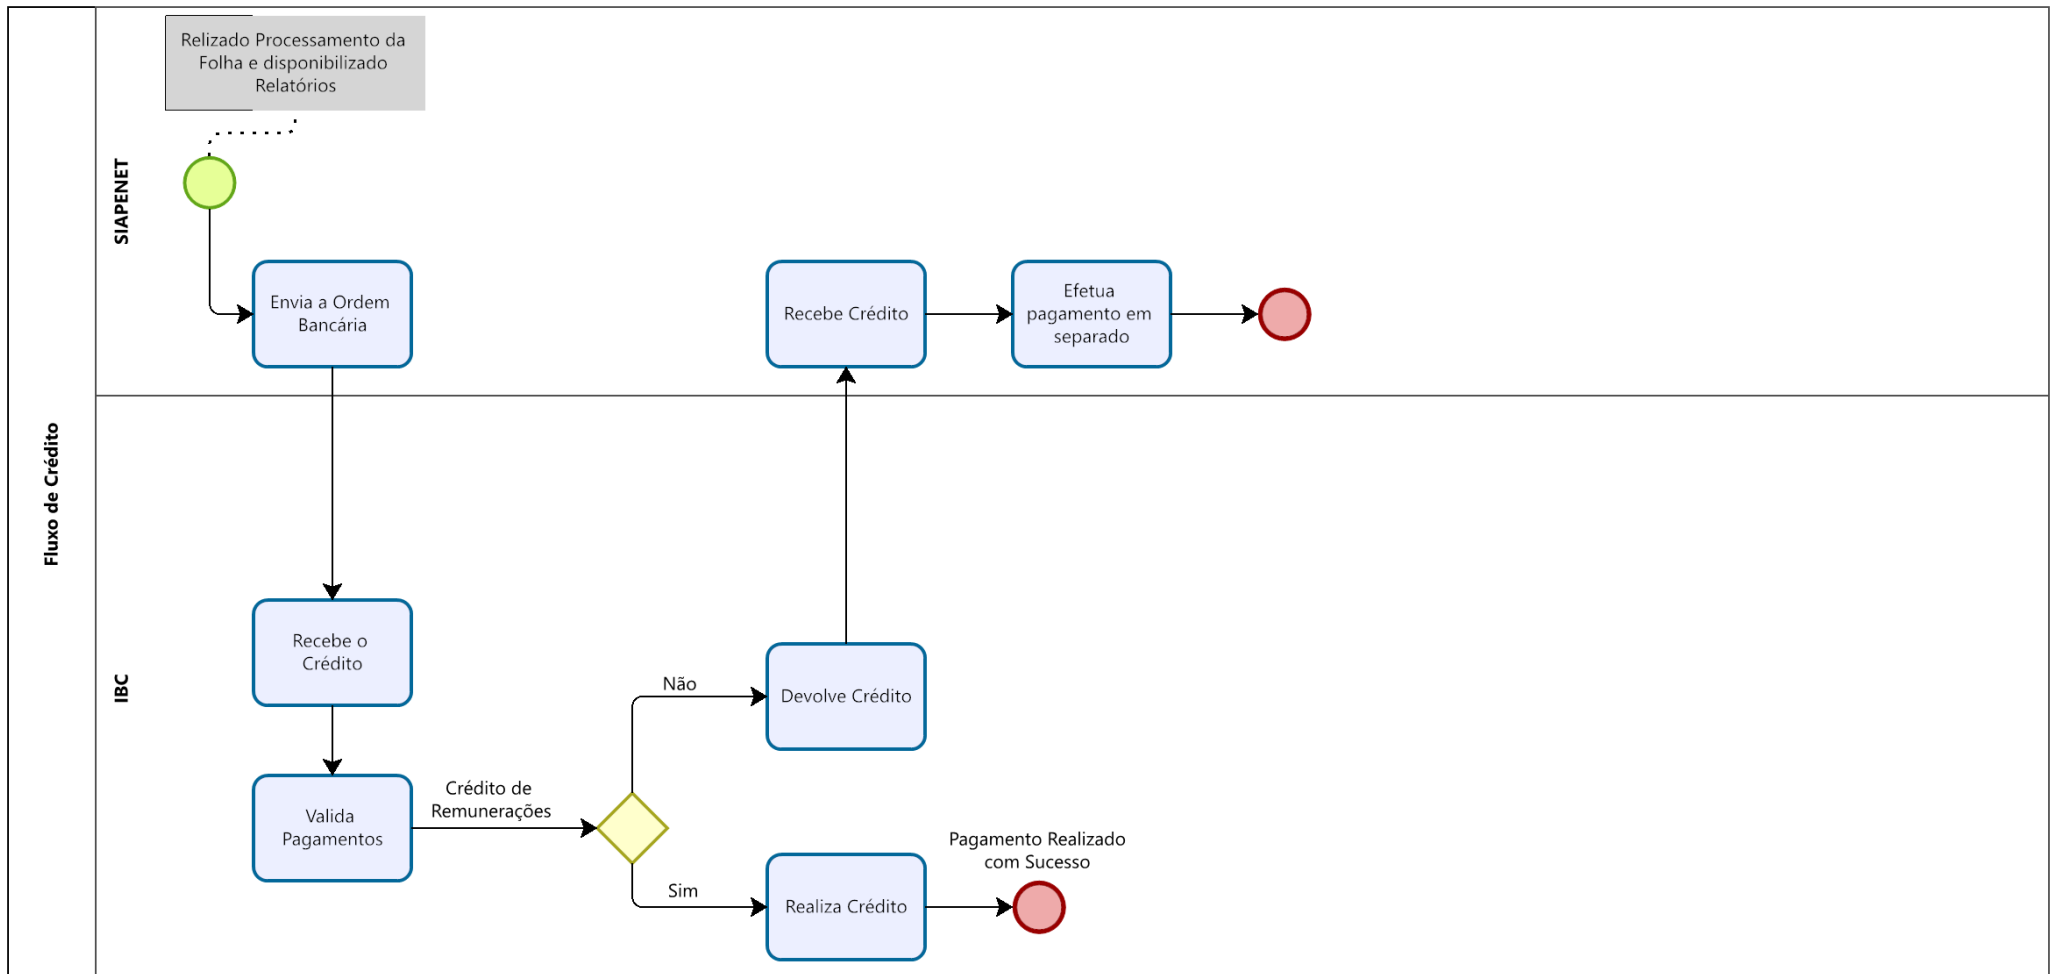 Fluxo de Crédito
SIAPENET
Relizado Processamento da
Folha e disponibilizado
Relatórios
Envia a Ordem
Bancária
Recebe Crédito
Efetua
pagamento em
separado
IBC
Recebe o
Crédito
Valida
Pagamentos
Crédito de
Remunerações
Não
Devolve Crédito
Sim
Realiza Crédito
Pagamento Realizado
com Sucesso